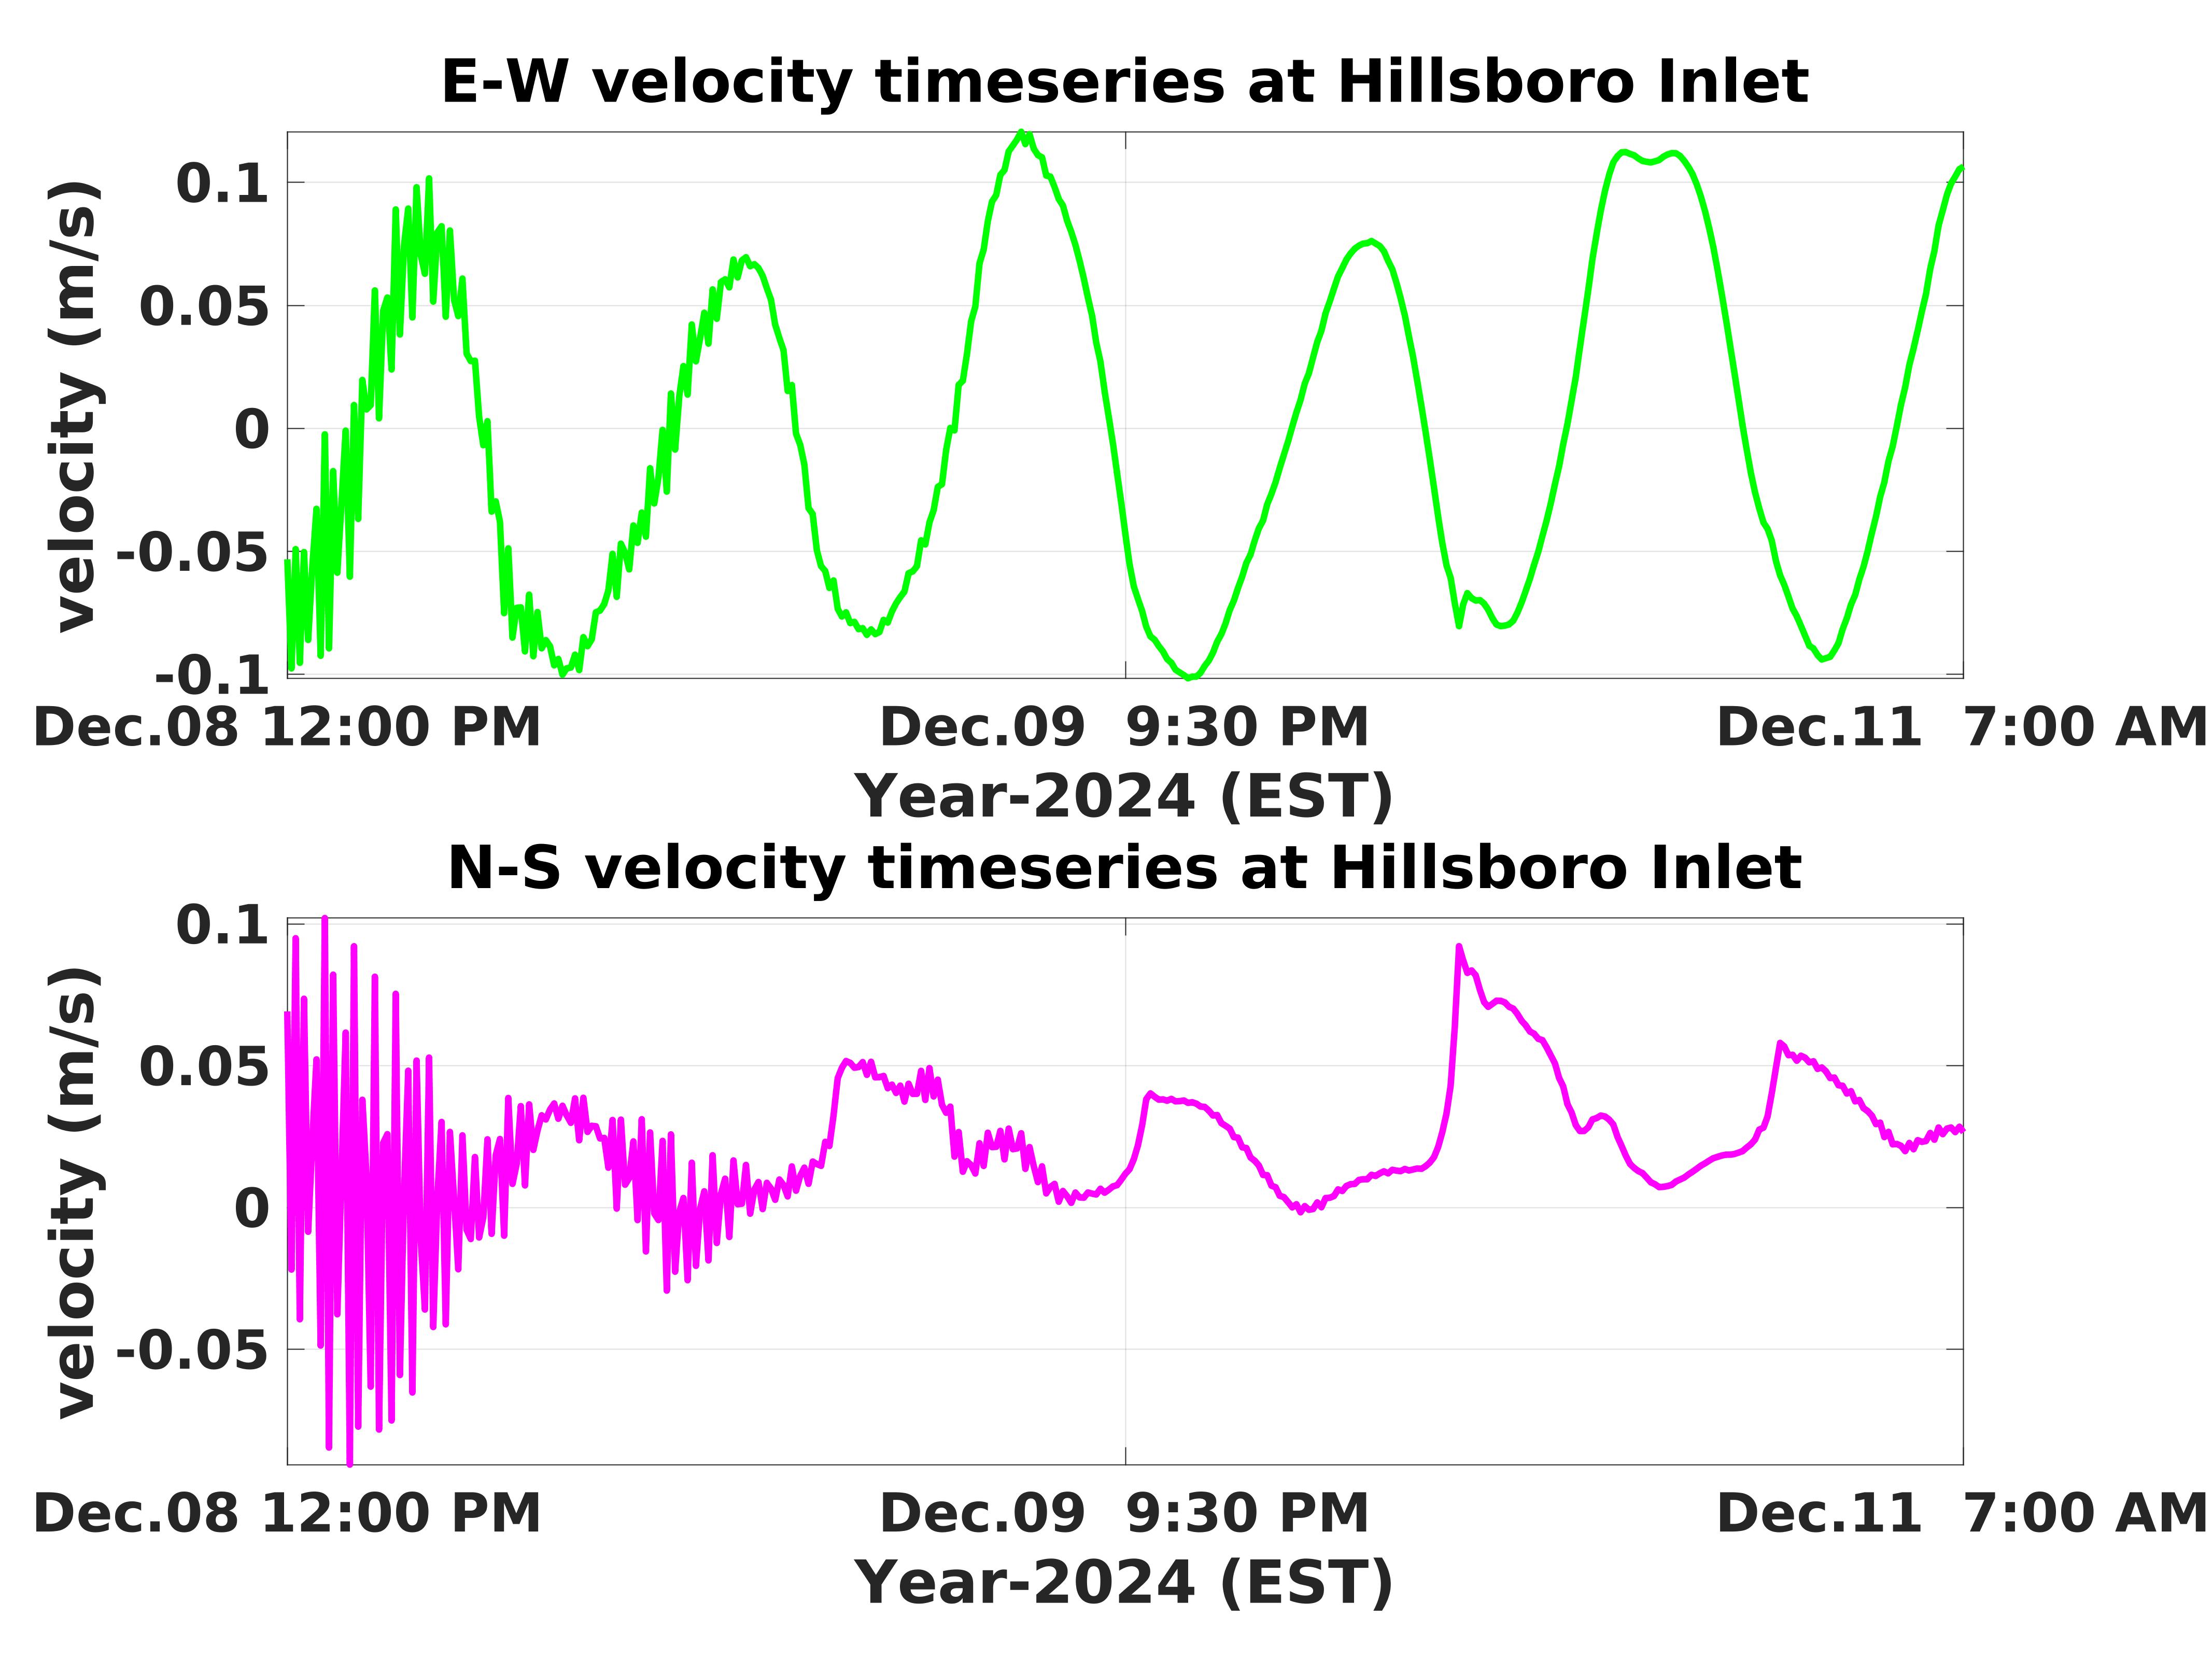 E-W velocity timeseries at Hillsboro Inlet
velocity (m/s)
0.1
0.05
0
-0.05
-0.1
Dec.08 12:00 PM
Dec.09 9:30 PM
Dec.11 7:00 AM
Year-2024 (EST)
N-S velocity timeseries at Hillsboro Inlet
velocity (m/s)
0.1
0.05
0
-0.05
Dec.08 12:00 PM
Dec.09 9:30 PM
Dec.11 7:00 AM
Year-2024 (EST)